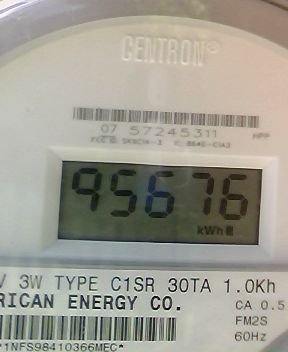 CENTRON®
07 57245311
95676
kWh
V 3W TYPE C1SR 30TA 1.0Kh
RICAN ENERGY CO.
CA 0.5
FM2S
60Hz
*1NFS98410366MEC*